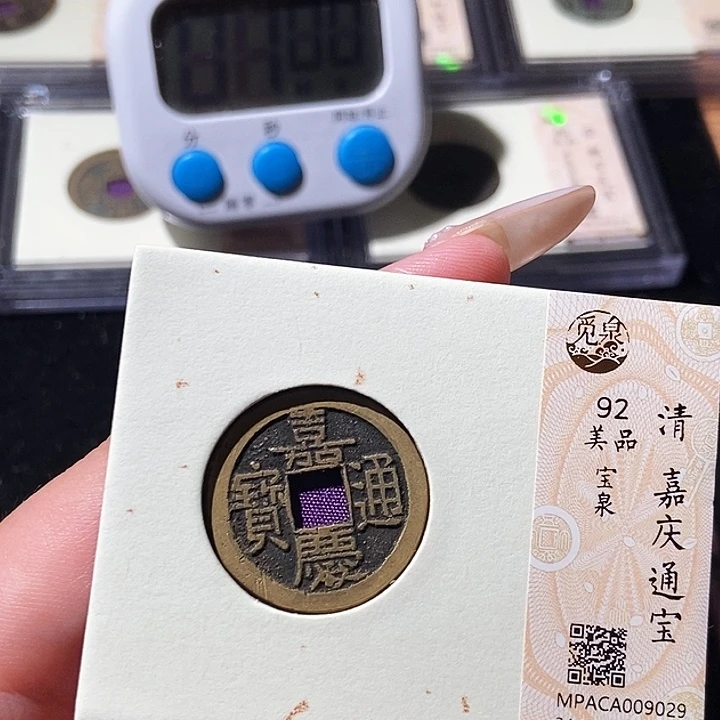 分 秒
嘉
慶
通
寶
觅泉
92
美品
宝泉
清 嘉庆通宝
MPACA009029